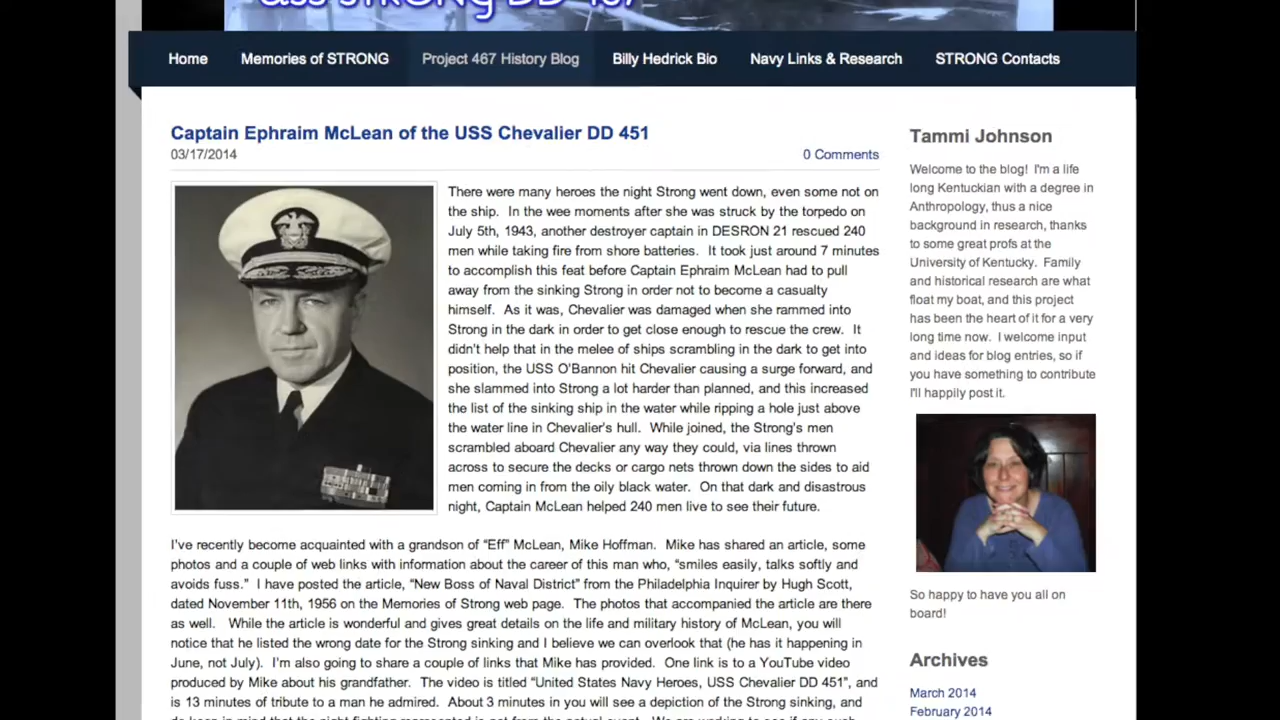 USS STRONG DD 467
Home
Memories of STRONG
Project 467 History Blog
Billy Hedrick Bio
Navy Links & Research
STRONG Contacts
Captain Ephraim McLean of the USS Chevalier DD 451
03/17/2014
0 Comments
There were many heroes the night Strong went down, even some not on
the ship. In the wee moments after she was struck by the torpedo on
July 5th, 1943, another destroyer captain in DESRON 21 rescued 240
men while taking fire from shore batteries. It took just around 7 minutes
to accomplish this feat before Captain Ephraim McLean had to pull
away from the sinking Strong in order not to become a casualty
himself. As it was, Chevalier was damaged when she rammed into
Strong in the dark in order to get close enough to rescue the crew. It
didn't help that in the melee of ships scrambling in the dark to get into
position, the USS O'Bannon hit Chevalier causing a surge forward, and
she slammed into Strong a lot harder than planned, and this increased
the list of the sinking ship in the water while ripping a hole just above
the water line in Chevalier's hull. While joined, the Strong's men
scrambled aboard Chevalier any way they could, via lines thrown
across to secure the decks or cargo nets thrown down the sides to aid
men coming in from the oily black water. On that dark and disastrous
night, Captain McLean helped 240 men live to see their future.
I've recently become acquainted with a grandson of "Eff" McLean, Mike Hoffman. Mike has shared an article, some
photos and a couple of web links with information about the career of this man who, "smiles easily, talks softly and
avoids fuss." I have posted the article, "New Boss of Naval District" from the Philadelphia Inquirer by Hugh Scott,
dated November 11th, 1956 on the Memories of Strong web page. The photos that accompanied the article are there
as well. While the article is wonderful and gives great details on the life and military history of McLean, you will
notice that he listed the wrong date for the Strong sinking and I believe we can overlook that (he has it happening in
June, not July). I'm also going to share a couple of links that Mike has provided. One link is to a YouTube video
produced by Mike about his grandfather. The video is titled "United States Navy Heroes, USS Chevalier DD 451", and
is 13 minutes of tribute to a man he admired. About 3 minutes in you will see a depiction of the Strong sinking, and
Tammi Johnson
Welcome to the blog! I'm a life
long Kentuckian with a degree in
Anthropology, thus a nice
background in research, thanks
to some great profs at the
University of Kentucky. Family
and historical research are what
float my boat, and this project
has been the heart of it for a very
long time now. I welcome input
and ideas for blog entries, so if
you have something to contribute
I'll happily post it.
So happy to have you all on
board!
Archives
March 2014
February 2014